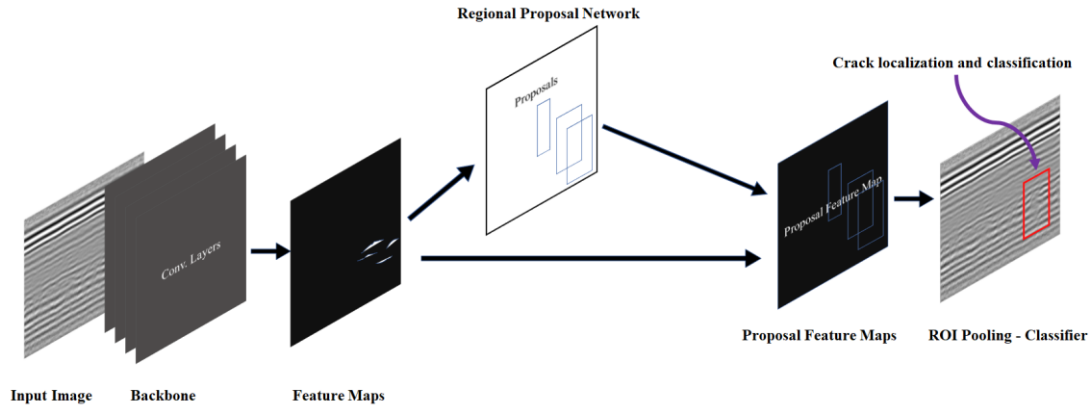 Regional Proposal Network
Crack localization and classification
Proposals
Conv. Layers
Proposal Feature Map
Proposal Feature Maps
ROI Pooling - Classifier
Input Image
Backbone
Feature Maps